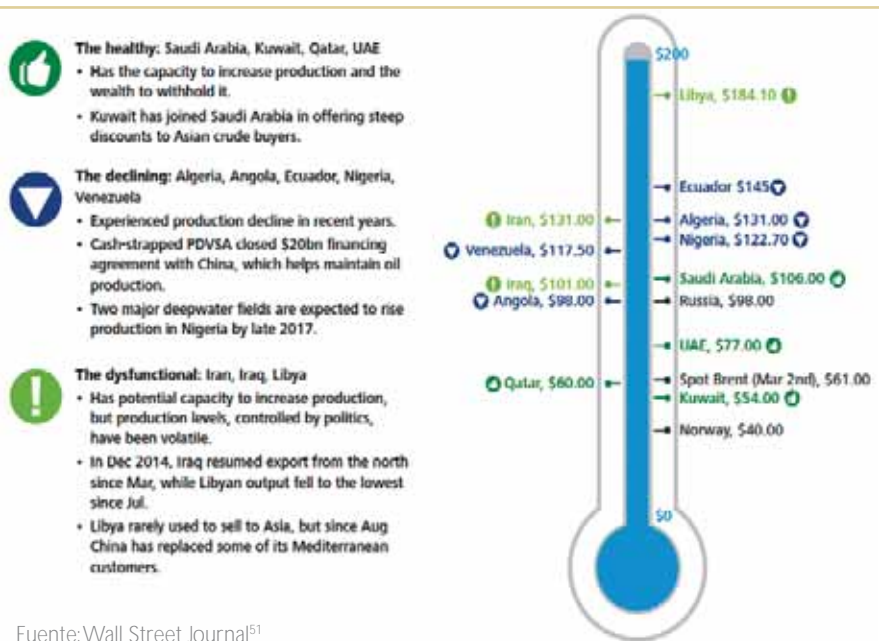 The healthy: Saudi Arabia, Kuwait, Qatar, UAE
• Has the capacity to increase production and the
wealth to withhold it.
• Kuwait has joined Saudi Arabia in offering steep
discounts to Asian crude buyers.
The declining: Algeria, Angola, Ecuador, Nigeria,
Venezuela
• Experienced production decline in recent years.
• Cash-strapped PDVSA closed $20bn financing
agreement with China, which helps maintain oil
production.
• Two major deepwater fields are expected to rise
production in Nigeria by late 2017.
The dysfunctional: Iran, Iraq, Libya
• Has potential capacity to increase production,
but production levels, controlled by politics,
have been volatile.
• In Dec 2014, Iraq resumed export from the north
since Mar, while Libyan output fell to the lowest
since Jul.
• Libya rarely used to sell to Asia, but since Aug
China has replaced some of its Mediterranean
customers.
$200
Libya, $184.10
Ecuador $145
Iran, $131.00
Algeria, $131.00
Nigeria, $122.70
Venezuela, $117.50
Saudi Arabia, $106.00
Iraq, $101.00
Angola, $98.00
Russia, $98.00
UAE, $77.00
Qatar, $60.00
Spot Brent (Mar 2nd), $61.00
Kuwait, $54.00
Norway, $40.00
$0
Fuente: Wall Street Journal51